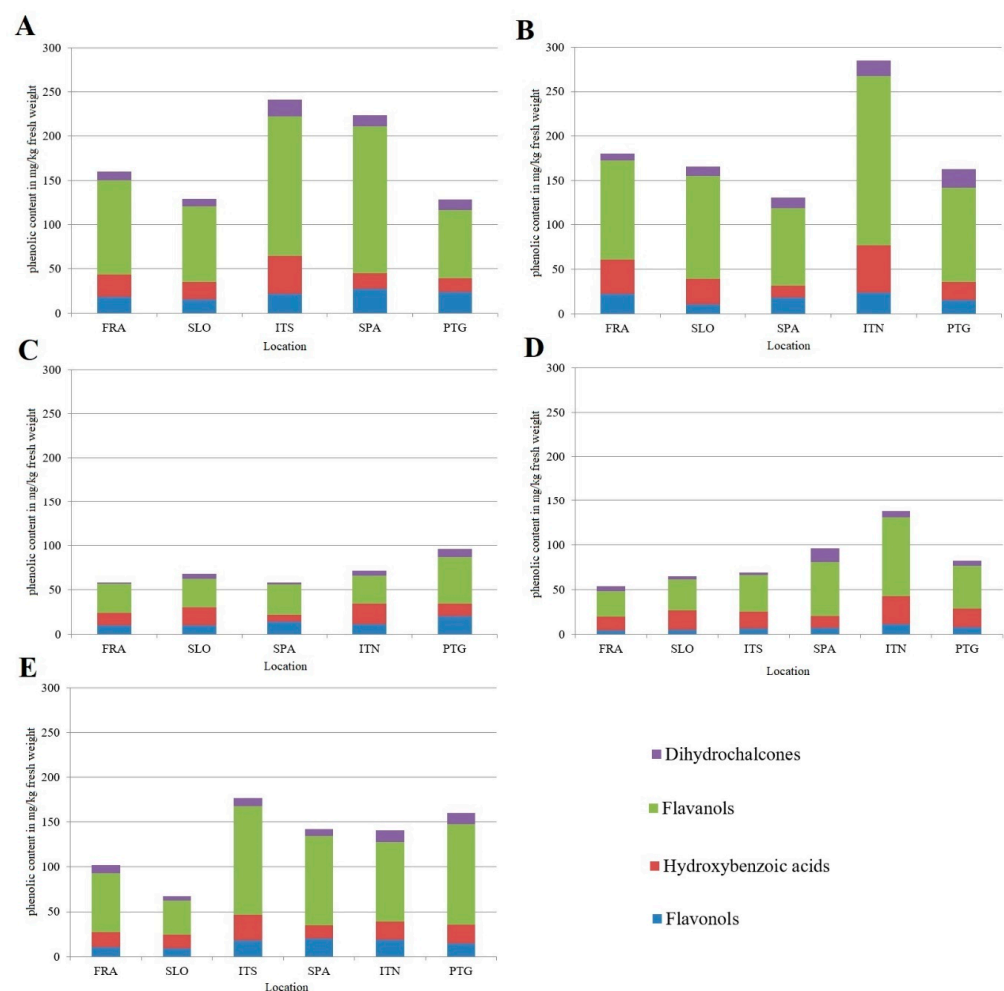 A
phenolic content in mg/kg fresh weight
300
250
200
150
100
50
0
FRA SLO ITS SPA PTG
Location
B
phenolic content in mg/kg fresh weight
300
250
200
150
100
50
0
FRA SLO SPA ITN PTG
Location
C
phenolic content in mg/kg fresh weight
300
250
200
150
100
50
0
FRA SLO SPA ITN PTG
Location
D
phenolic content in mg/kg fresh weight
300
250
200
150
100
50
0
FRA SLO ITS SPA ITN PTG
Location
E
phenolic content in mg/kg fresh weight
300
250
200
150
100
50
0
FRA SLO ITS SPA ITN PTG
Location
Dihydrochalcones
Flavanols
Hydroxybenzoic acids
Flavonols